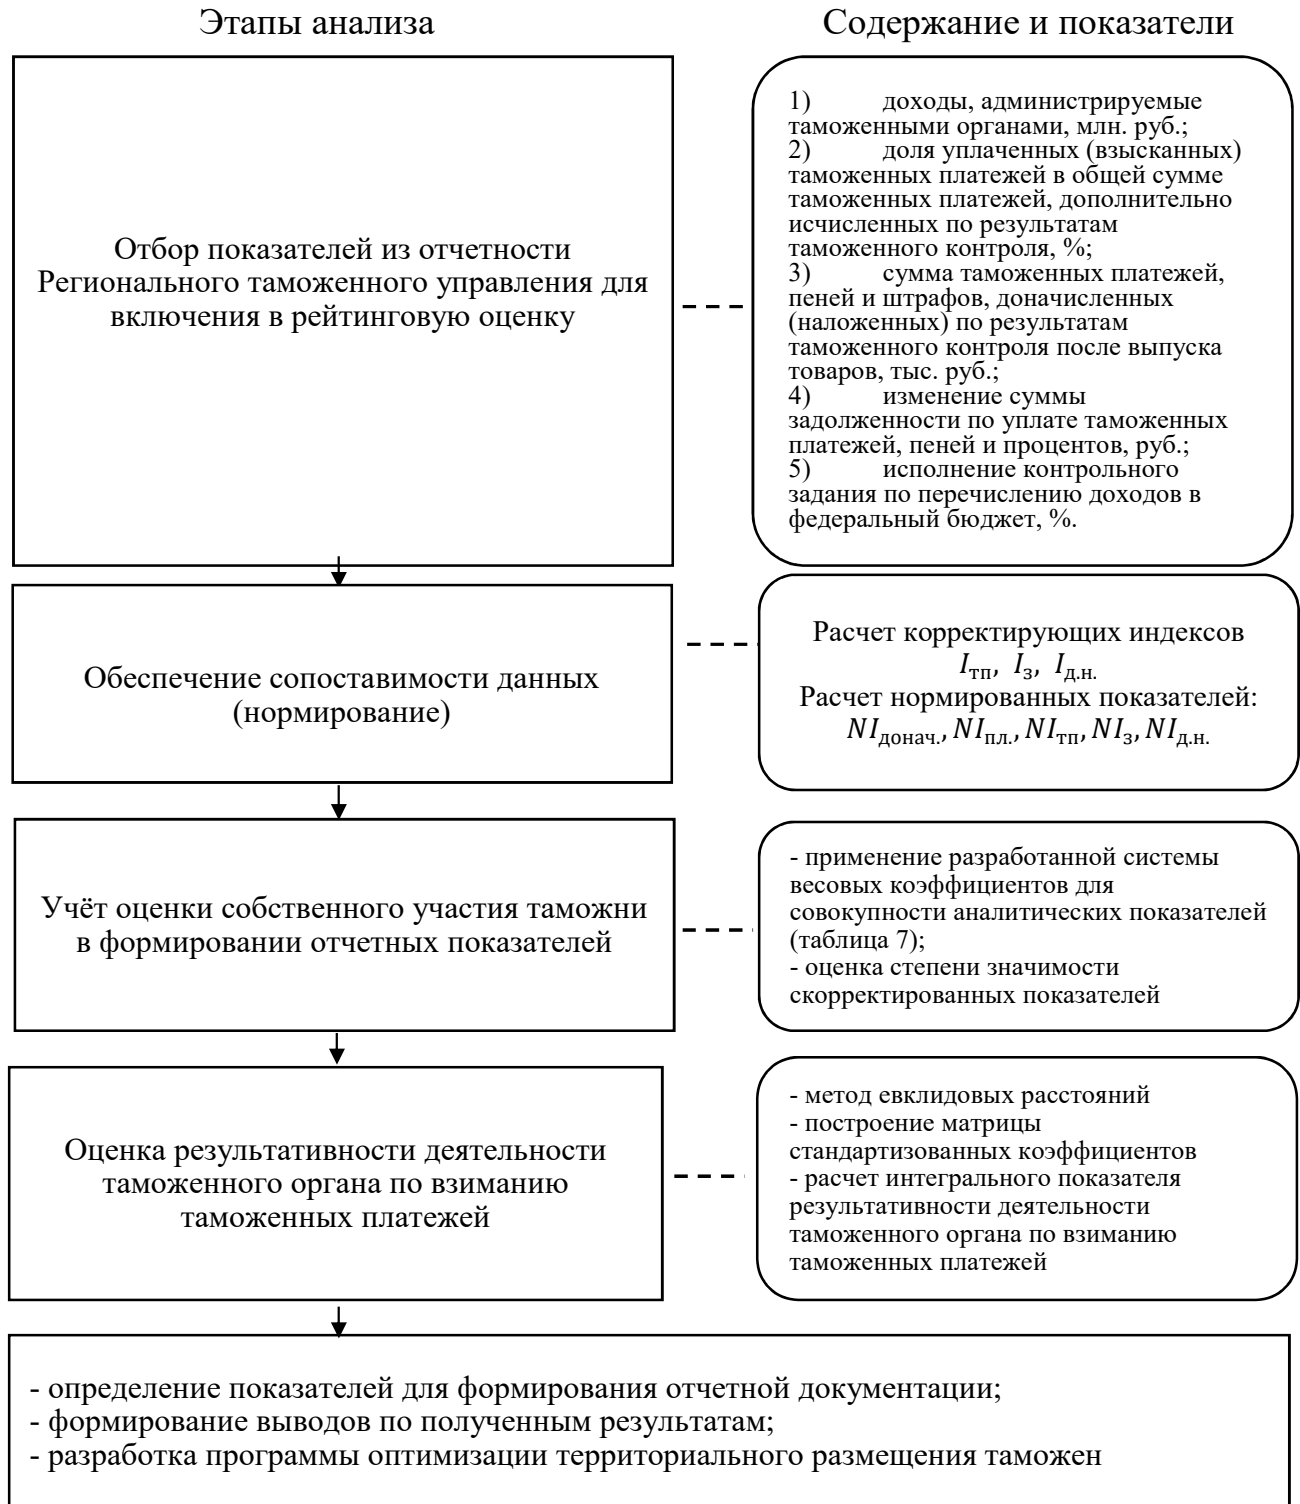 Этапы анализа
Содержание и показатели
Отбор показателей из отчетности
Регионального таможенного управления для
включения в рейтинговую оценку
1) доходы, администрируемые
таможенными органами, млн. руб.;
2) доля уплаченных (взысканных)
таможенных платежей в общей сумме
таможенных платежей, дополнительно
исчисленных по результатам
таможенного контроля, %;
3) сумма таможенных платежей,
пеней и штрафов, доначисленных
(наложенных) по результатам
таможенного контроля после выпуска
товаров, тыс. руб.;
4) изменение суммы
задолженности по уплате таможенных
платежей, пеней и процентов, руб.;
5) исполнение контрольного
задания по перечислению доходов в
федеральный бюджет, %.
Обеспечение сопоставимости данных
(нормирование)
Расчет корректирующих индексов
Iтп, Iз, Iд.н.
Расчет нормированных показателей:
NIдонач., NIпл., NIтп, NIз, NIд.н.
Учёт оценки собственного участия таможни
в формировании отчетных показателей
- применение разработанной системы
весовых коэффициентов для
совокупности аналитических показателей
(таблица 7);
- оценка степени значимости
скорректированных показателей
Оценка результативности деятельности
таможенного органа по взиманию
таможенных платежей
- метод евклидовых расстояний
- построение матрицы
стандартизованных коэффициентов
- расчет интегрального показателя
результативности деятельности
таможенного органа по взиманию
таможенных платежей
- определение показателей для формирования отчетной документации;
- формирование выводов по полученным результатам;
- разработка программы оптимизации территориального размещения таможен